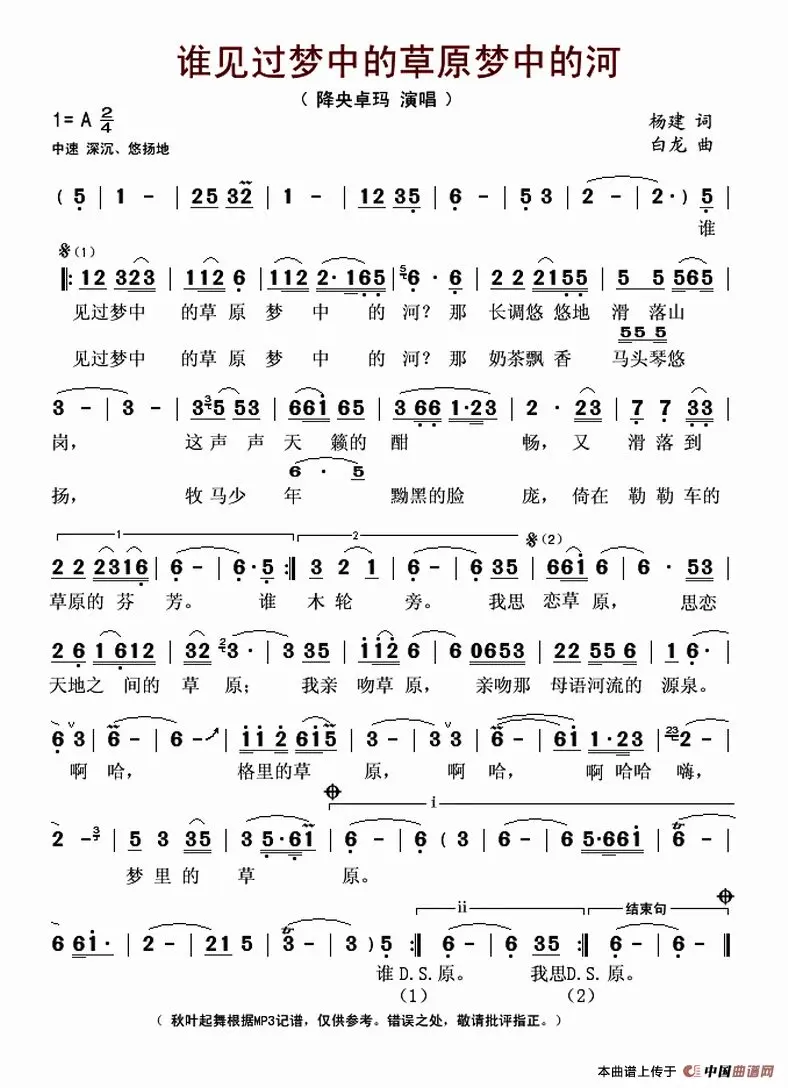 谁见过梦中的草原梦中的河
（ 降央卓玛 演唱 ）
1= A 2/4
杨建 词
中速 深沉、悠扬地
白龙 曲
( 5 | 1 - | 25 32 | 1 - | 12 35 | 6 - | 5 3 | 2 - | 2· ) 5 |
谁
(1)
|: 12 323 | 112 6 | 112 2·165 | 5 6· 6 | 2 2 2155 | 5 5 565 |
见过梦中 的草 原 梦 中 的 河? 那 长调悠 悠地 滑 落山
55 5
见过梦中 的草 原 梦 中 的 河? 那 奶茶飘 香 马头琴悠
3 - | 3 - | 3 35 53 | 661 65 | 3 66 1·23 | 2 · 23 | 7 7 33 |
岗， 这 声 声 天 籁的 酣 畅，又 滑 落到
6 · 5
扬， 牧 马少 年 黝黑的脸 庞，倚在 勒勒 车的
1 2 (2)
2 2 2316 | 6 - | 6· 5 :| 3 2 1 | 6 - | 6 35 | 661 6 | 6 · 53 |
草原的 芬 芳。 谁 木 轮 旁。 我思 恋草 原， 思恋
2 6 1 612 | 32 2 3 · | 3 35 | 112 6 | 6 0653 | 22 55 6 | 1 6· |
天地之 间的 草 原； 我亲 吻 草 原，亲吻那 母语河流的 源泉。
6 3 | 6 - | 6 - | 11 2 615 | 3 - | 3 3 | 6 - | 61 1·23 | 23 2 - |
啊 哈， 格里的草 原， 啊 哈， 啊 哈哈 嗨，
i
2 - 3 | 5 3 35 | 3 5·61 | 6 - | 6 ( 3 | 6 - | 6 5·661 | 6 - |
梦 里 的 草 原。
ii 结束句
6 61· | 2 - | 21 5 | 3 - | 3 ) 5 :| 6 - | 6 35 :| 6 - | 6 - |
谁 D.S.原。 我思D.S.原。
（1） （2）
（ 秋叶起舞根据MP3记谱，仅供参考。错误之处，敬请批评指正。）
本曲谱上传于 中国曲谱网